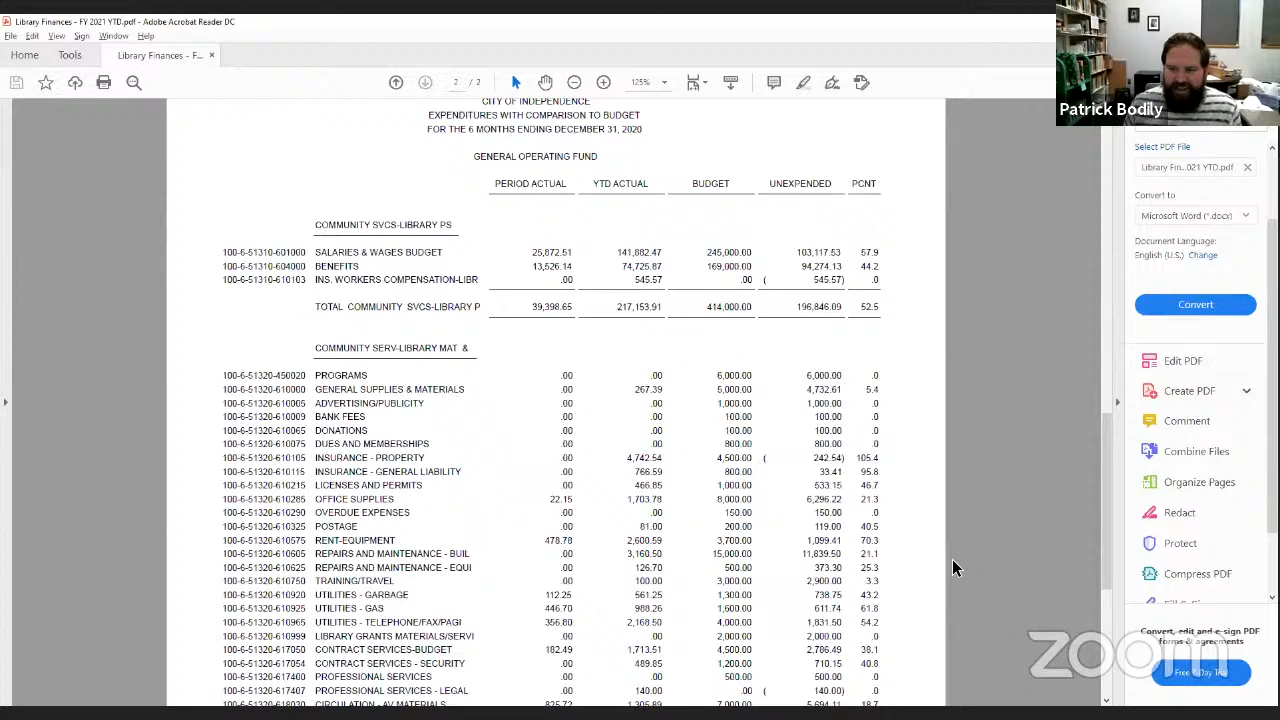 Library Finances - FY 2021 YTD.pdf - Adobe Acrobat Reader DC
File Edit View Sign Window Help
Home Tools Library Finances - F... ×
2 / 2 125%
Patrick Bodily
CITY OF INDEPENDENCE
EXPENDITURES WITH COMPARISON TO BUDGET
FOR THE 6 MONTHS ENDING DECEMBER 31, 2020
GENERAL OPERATING FUND
PERIOD ACTUAL YTD ACTUAL BUDGET UNEXPENDED PCNT
COMMUNITY SVCS-LIBRARY PS
100-6-51310-601000 SALARIES & WAGES BUDGET 25,872.51 141,882.47 245,000.00 103,117.53 57.9
100-6-51310-604000 BENEFITS 13,526.14 74,725.87 169,000.00 94,274.13 44.2
100-6-51310-610103 INS. WORKERS COMPENSATION-LIBR .00 545.57 .00 ( 545.57) .0
TOTAL COMMUNITY SVCS-LIBRARY P 39,398.65 217,153.91 414,000.00 196,846.09 52.5
COMMUNITY SERV-LIBRARY MAT &
100-6-51320-450020 PROGRAMS .00 .00 6,000.00 6,000.00 .0
100-6-51320-610000 GENERAL SUPPLIES & MATERIALS .00 267.39 5,000.00 4,732.61 5.4
100-6-51320-610005 ADVERTISING/PUBLICITY .00 .00 1,000.00 1,000.00 .0
100-6-51320-610009 BANK FEES .00 .00 100.00 100.00 .0
100-6-51320-610065 DONATIONS .00 .00 100.00 100.00 .0
100-6-51320-610075 DUES AND MEMBERSHIPS .00 .00 800.00 800.00 .0
100-6-51320-610105 INSURANCE - PROPERTY .00 4,742.54 4,500.00 ( 242.54) 105.4
100-6-51320-610115 INSURANCE - GENERAL LIABILITY .00 766.59 800.00 33.41 95.8
100-6-51320-610215 LICENSES AND PERMITS .00 466.85 1,000.00 533.15 46.7
100-6-51320-610285 OFFICE SUPPLIES 22.15 1,703.78 8,000.00 6,296.22 21.3
100-6-51320-610290 OVERDUE EXPENSES .00 .00 150.00 150.00 .0
100-6-51320-610325 POSTAGE .00 81.00 200.00 119.00 40.5
100-6-51320-610575 RENT-EQUIPMENT 478.78 2,600.59 3,700.00 1,099.41 70.3
100-6-51320-610605 REPAIRS AND MAINTENANCE - BUIL .00 3,160.50 15,000.00 11,839.50 21.1
100-6-51320-610625 REPAIRS AND MAINTENANCE - EQUI .00 126.70 500.00 373.30 25.3
100-6-51320-610750 TRAINING/TRAVEL .00 100.00 3,000.00 2,900.00 3.3
100-6-51320-610920 UTILITIES - GARBAGE 112.25 561.25 1,300.00 738.75 43.2
100-6-51320-610925 UTILITIES - GAS 446.70 988.26 1,600.00 611.74 61.8
100-6-51320-610965 UTILITIES - TELEPHONE/FAX/PAGI 356.80 2,168.50 4,000.00 1,831.50 54.2
100-6-51320-610999 LIBRARY GRANTS MATERIALS/SERVI .00 .00 2,000.00 2,000.00 .0
100-6-51320-617050 CONTRACT SERVICES-BUDGET 182.49 1,713.51 4,500.00 2,786.49 38.1
100-6-51320-617054 CONTRACT SERVICES - SECURITY .00 489.85 1,200.00 710.15 40.8
100-6-51320-617400 PROFESSIONAL SERVICES .00 .00 500.00 500.00 .0
100-6-51320-617407 PROFESSIONAL SERVICES - LEGAL .00 140.00 .00 ( 140.00) .0
100-6-51320-618030 CIRCULATION - AV MATERIALS 825.72 1,305.89 7,000.00 5,694.11 18.7
Select PDF File
Library Fin...021 YTD.pdf ×
Convert to
Microsoft Word (*.docx)
Document Language:
English (U.S.) Change
Convert
Edit PDF
Create PDF
Comment
Combine Files
Organize Pages
Redact
Protect
Compress PDF
Convert, edit and e-sign PDF
forms & agreements
Free 7-Day Trial
zoom